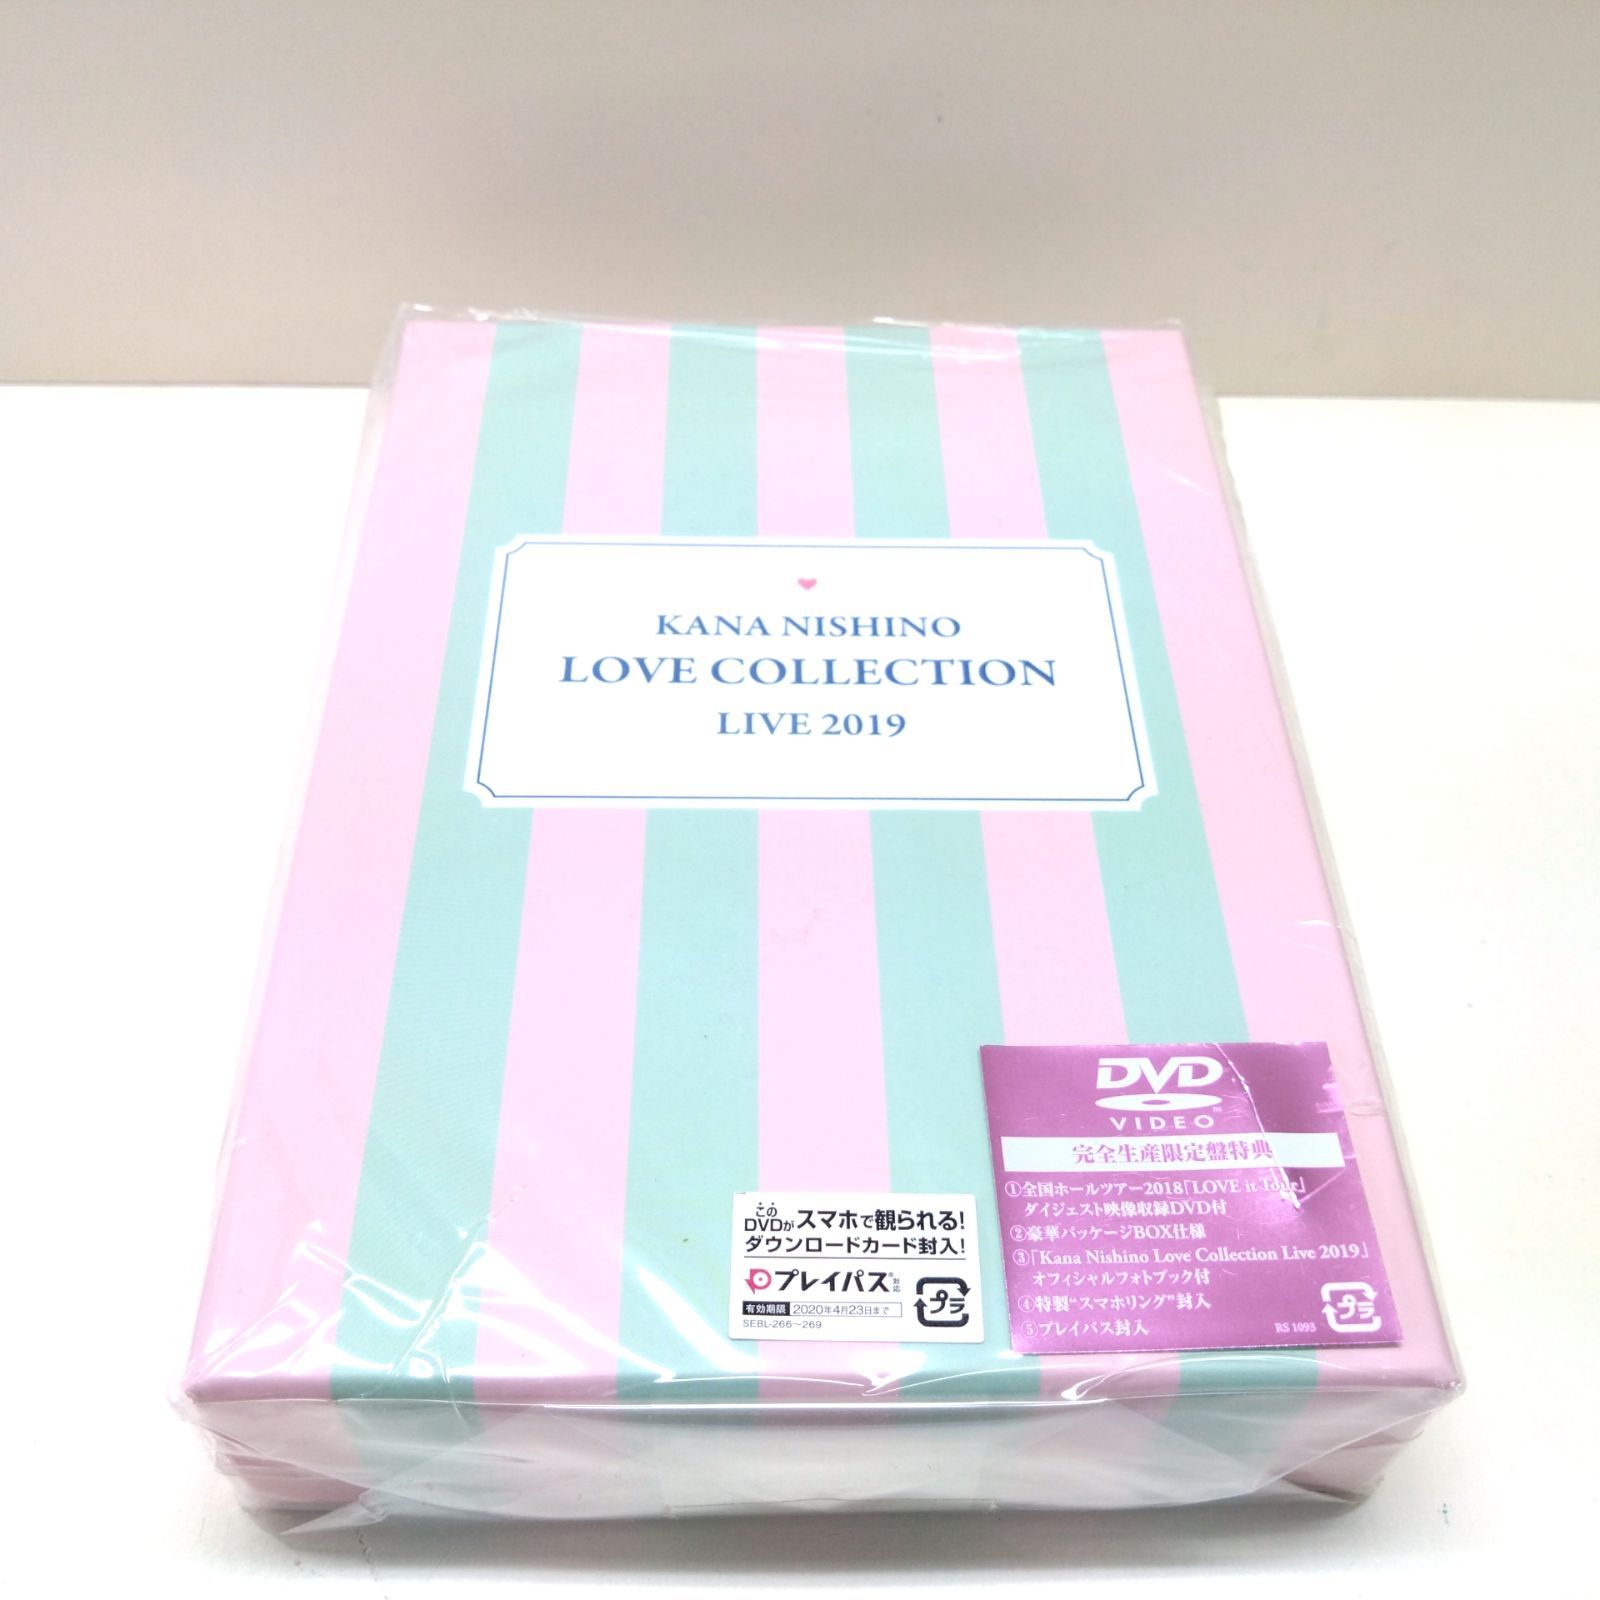 KANA NISHINO
LOVE COLLECTION
LIVE 2019
この
DVDがスマホで観られる!
ダウンロードカード封入!
プレイパス®対応
有効期限 2020年4月23日まで
SEBL-266～269
プラ
DVD
VIDEO™
完全生産限定盤特典
①全国ホールツアー2018「LOVE it Tour」
ダイジェスト映像収録DVD付
②豪華パッケージBOX仕様
③「Kana Nishino Love Collection Live 2019」
オフィシャルフォトブック付
④特製“スマホリング”封入
⑤プレイパス封入
RS 1093
プラ